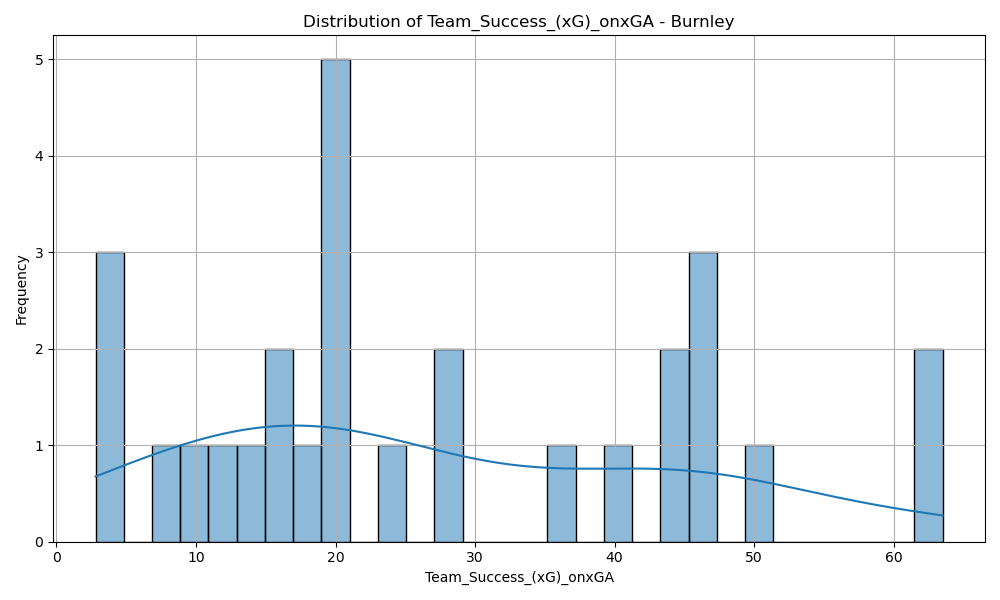 Distribution of Team_Success_(xG)_onxGA - Burnley
Frequency
5
4
3
2
1
0
0 10 20 30 40 50 60
Team_Success_(xG)_onxGA